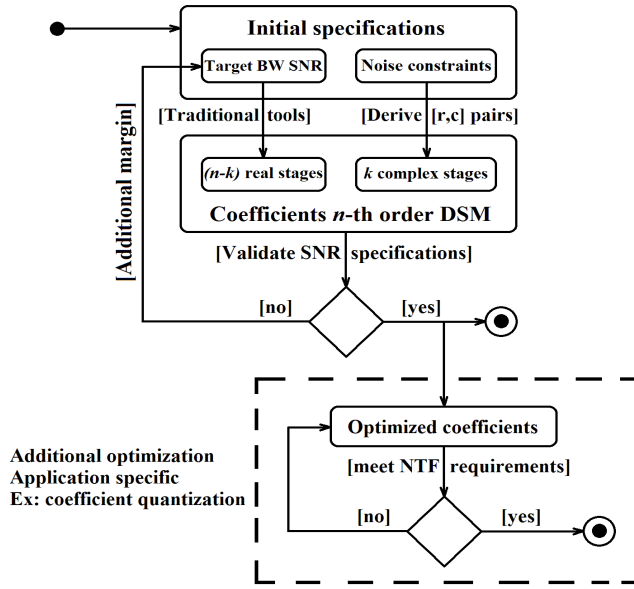 Initial specifications
Target BW SNR
Noise constraints
[Traditional tools]
[Derive [r,c] pairs]
[Additional margin]
(n-k) real stages
k complex stages
Coefficients n-th order DSM
[Validate SNR specifications]
[no]
[yes]
Optimized coefficients
[meet NTF requirements]
Additional optimization
Application specific
Ex: coefficient quantization
[no]
[yes]